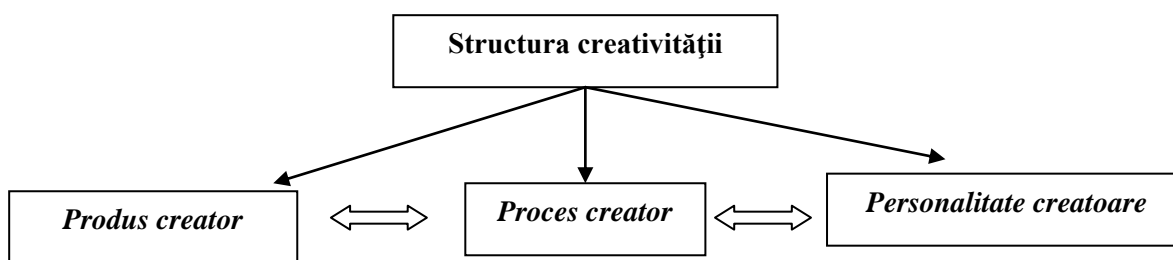 Structura creativităţii
Produs creator
Proces creator
Personalitate creatoare